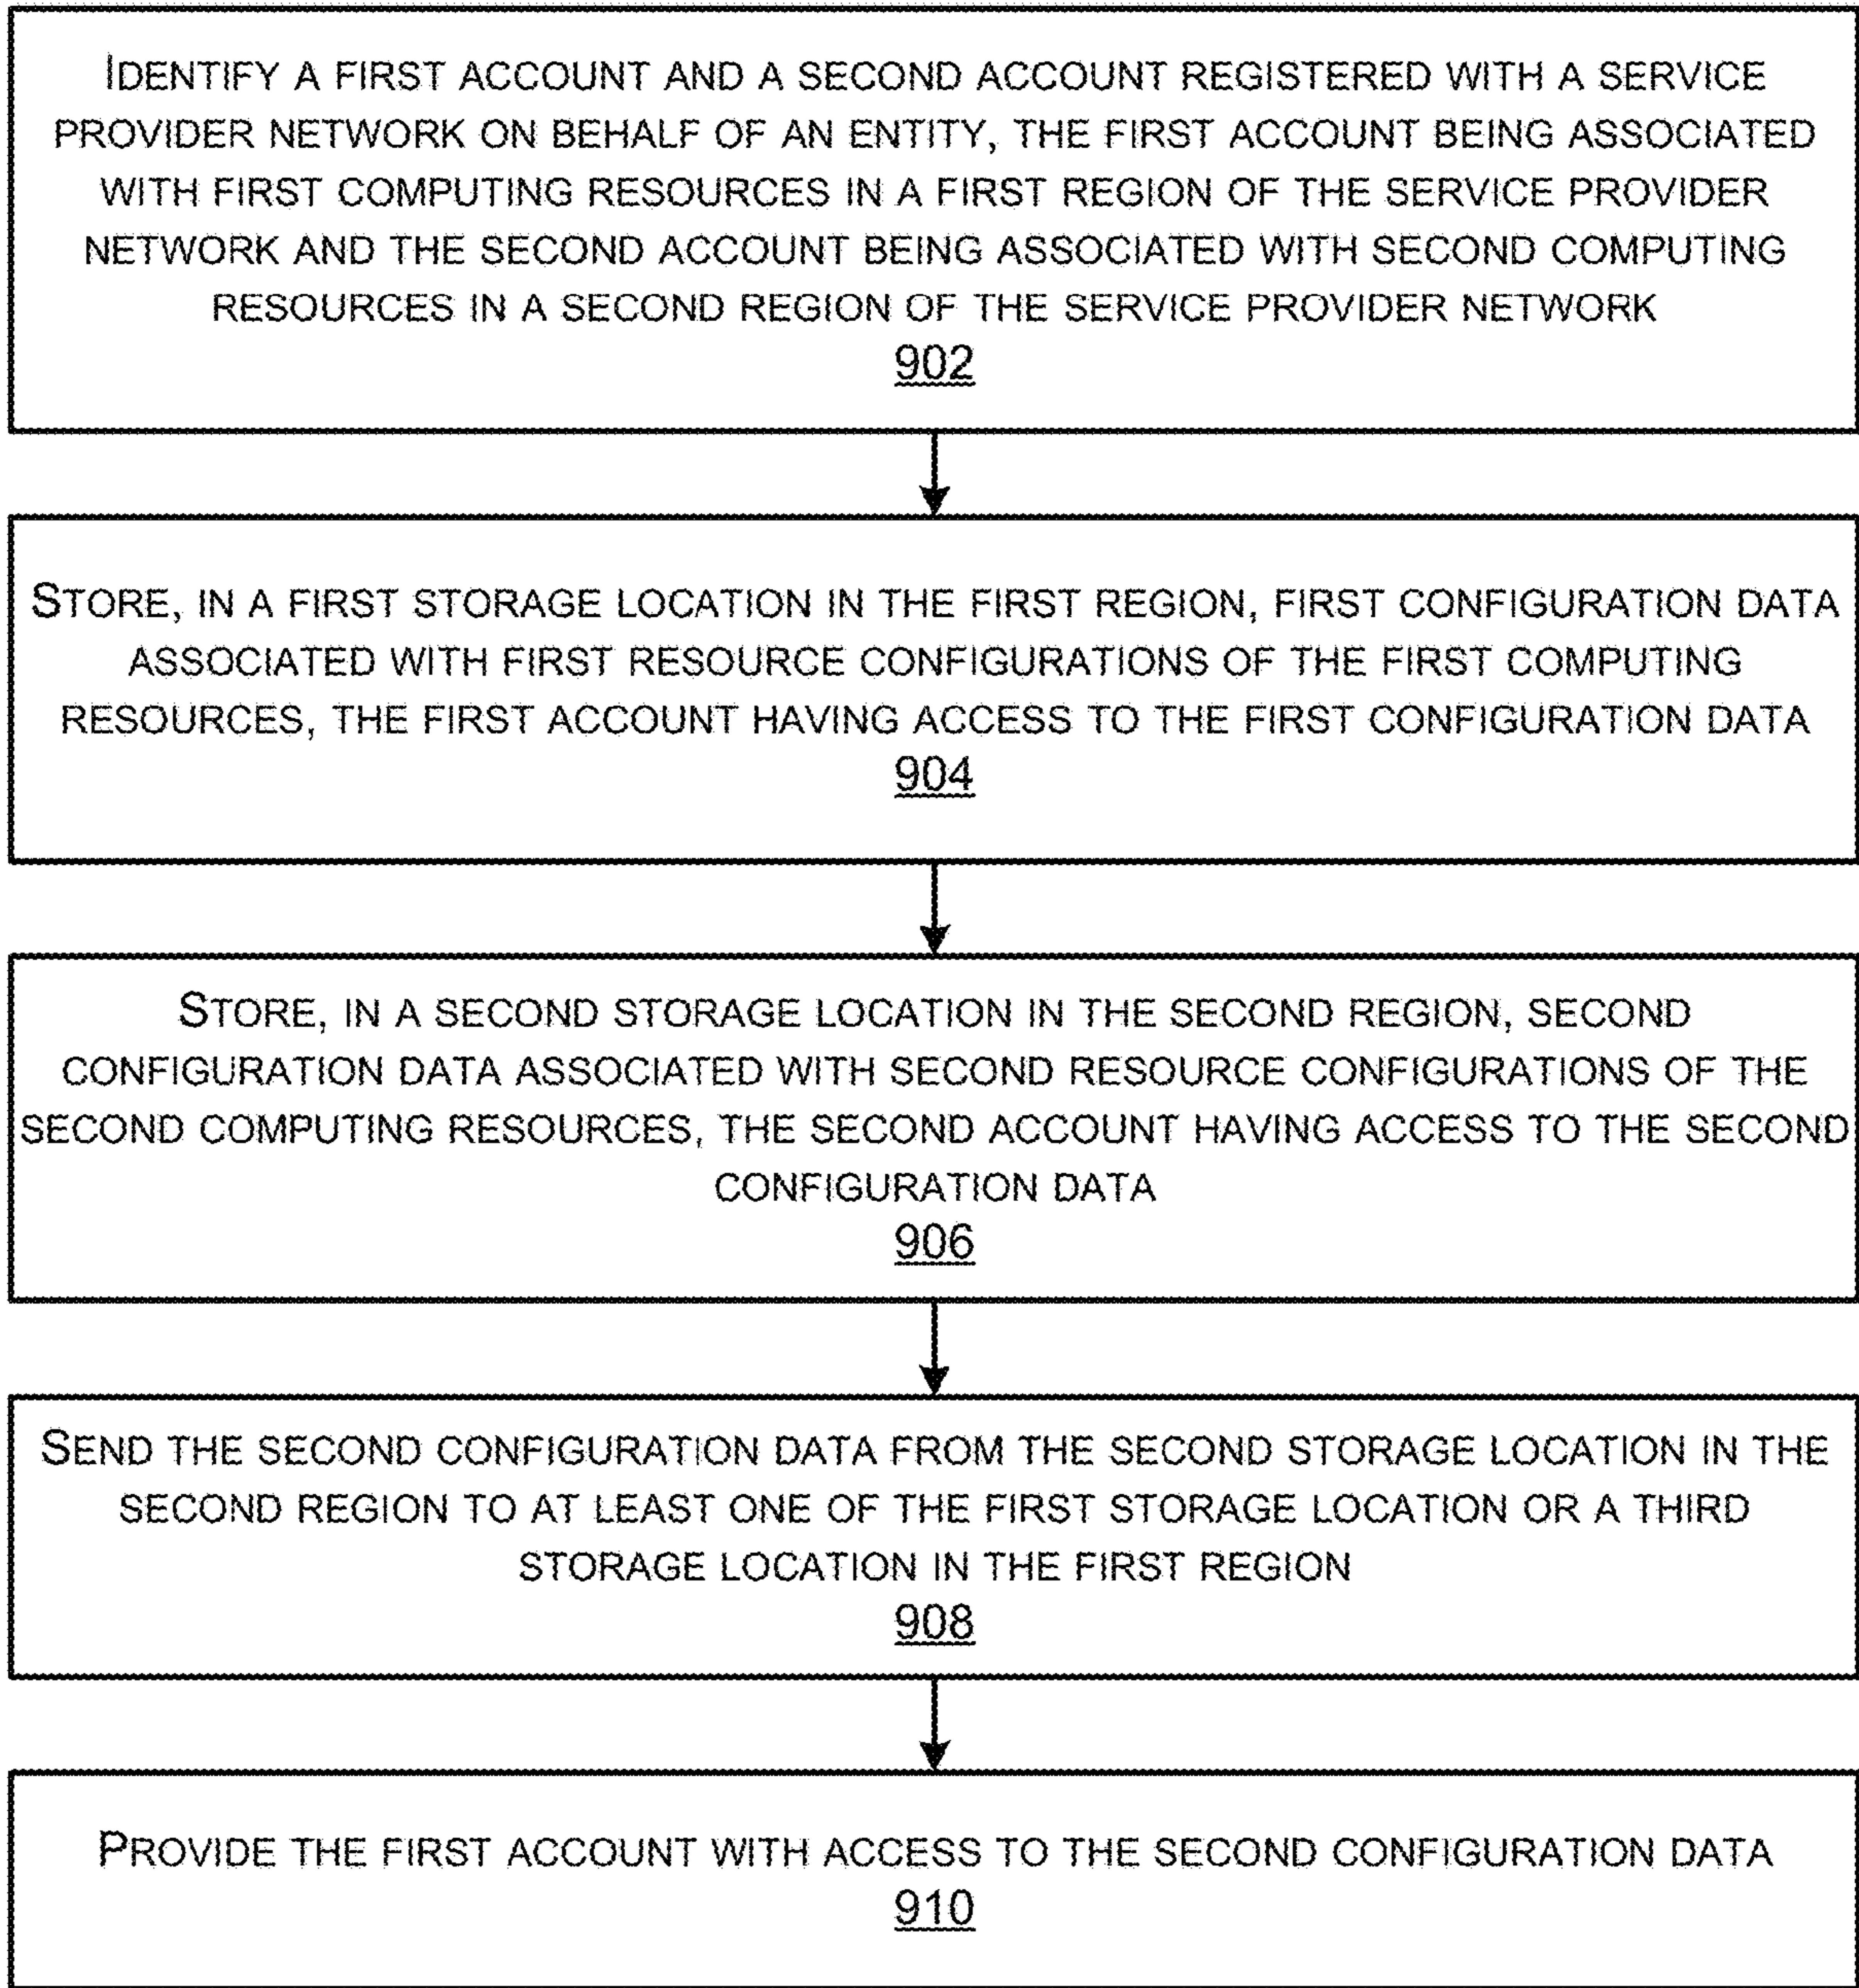 IDENTIFY A FIRST ACCOUNT AND A SECOND ACCOUNT REGISTERED WITH A SERVICE
PROVIDER NETWORK ON BEHALF OF AN ENTITY, THE FIRST ACCOUNT BEING ASSOCIATED
WITH FIRST COMPUTING RESOURCES IN A FIRST REGION OF THE SERVICE PROVIDER
NETWORK AND THE SECOND ACCOUNT BEING ASSOCIATED WITH SECOND COMPUTING
RESOURCES IN A SECOND REGION OF THE SERVICE PROVIDER NETWORK
902
STORE, IN A FIRST STORAGE LOCATION IN THE FIRST REGION, FIRST CONFIGURATION DATA
ASSOCIATED WITH FIRST RESOURCE CONFIGURATIONS OF THE FIRST COMPUTING
RESOURCES, THE FIRST ACCOUNT HAVING ACCESS TO THE FIRST CONFIGURATION DATA
904
STORE, IN A SECOND STORAGE LOCATION IN THE SECOND REGION, SECOND
CONFIGURATION DATA ASSOCIATED WITH SECOND RESOURCE CONFIGURATIONS OF THE
SECOND COMPUTING RESOURCES, THE SECOND ACCOUNT HAVING ACCESS TO THE SECOND
CONFIGURATION DATA
906
SEND THE SECOND CONFIGURATION DATA FROM THE SECOND STORAGE LOCATION IN THE
SECOND REGION TO AT LEAST ONE OF THE FIRST STORAGE LOCATION OR A THIRD
STORAGE LOCATION IN THE FIRST REGION
908
PROVIDE THE FIRST ACCOUNT WITH ACCESS TO THE SECOND CONFIGURATION DATA
910